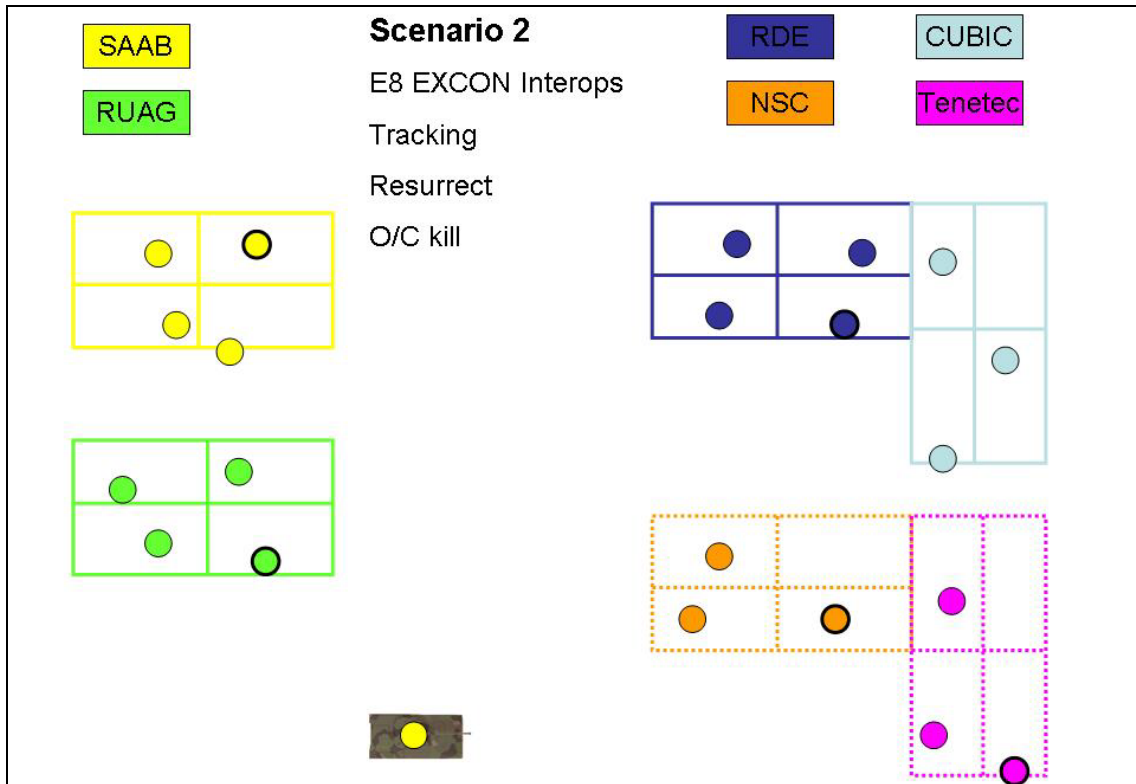 SAAB
RUAG
Scenario 2
E8 EXCON Interops
Tracking
Resurrect
O/C kill
RDE
CUBIC
NSC
Tenetec